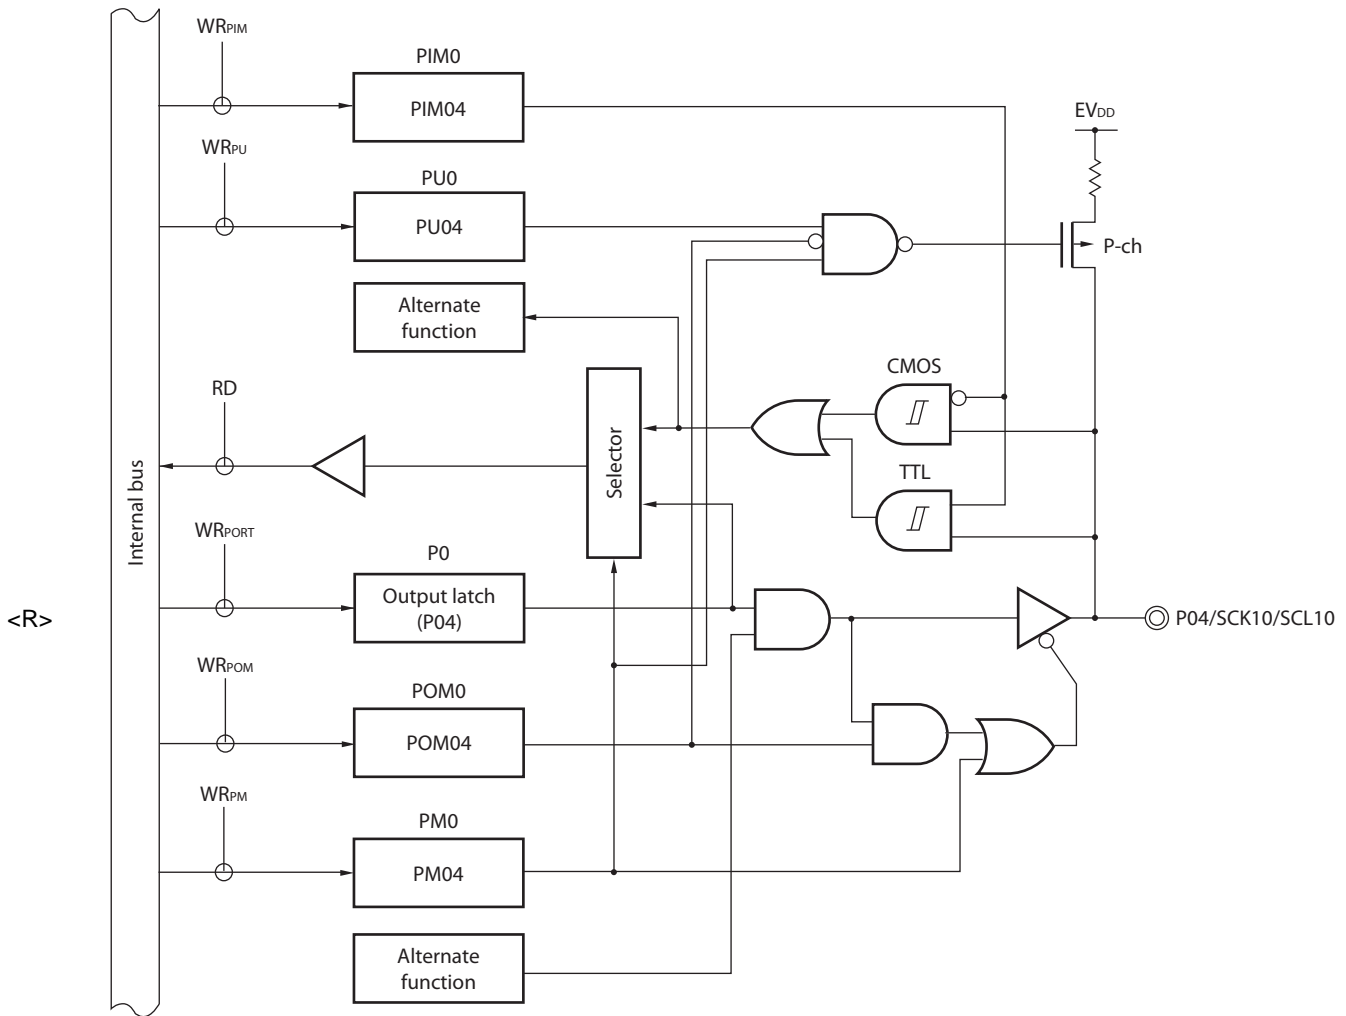 WRPIM
PIM0
PIM04
EVDD
WRPU
PU0
PU04
P-ch
Alternate
function
CMOS
RD
Selector
TTL
Internal bus
WRPORT
P0
Output latch
(P04)
<R>
P04/SCK10/SCL10
WRPOM
POM0
POM04
WRPM
PM0
PM04
Alternate
function